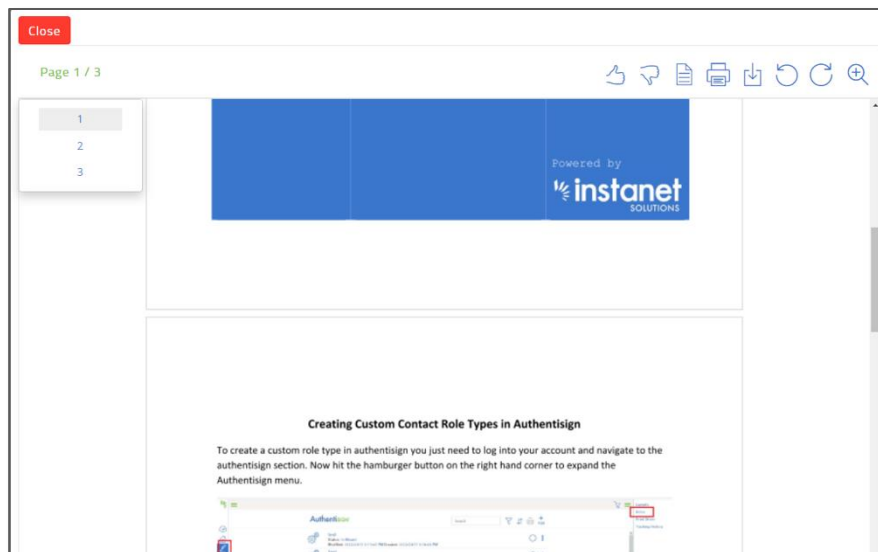 Close
Page 1 / 3
1
2
3
Powered by
instanet
SOLUTIONS
Creating Custom Contact Role Types in Authentisign
To create a custom role type in authentisign you just need to log into your account and navigate to the
authentisign section. Now hit the hamburger button on the right hand corner to expand the
Authentisign menu.
Authentisign
Search